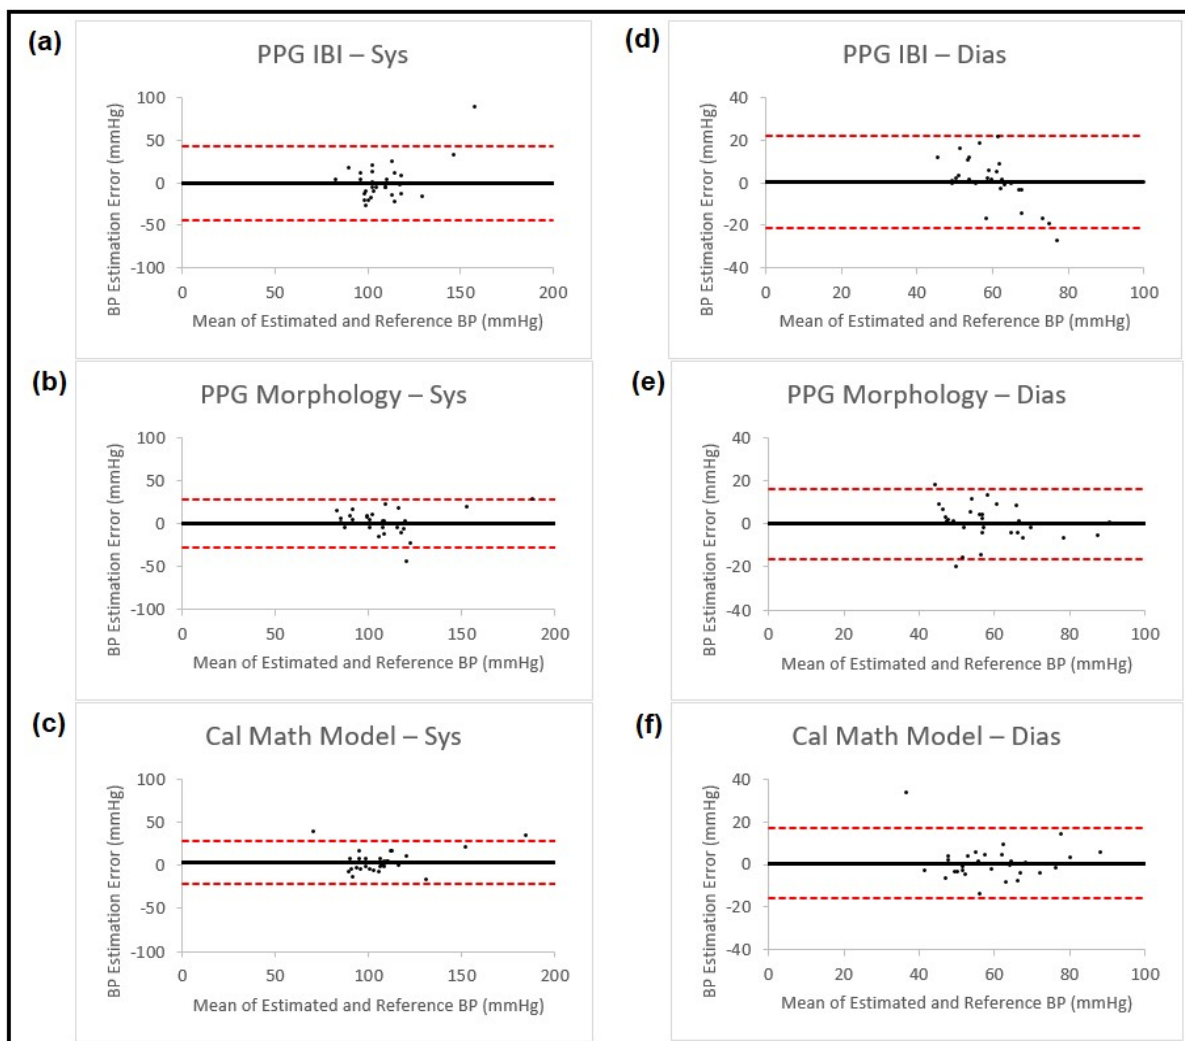 (a)
PPG IBI – Sys
BP Estimation Error (mmHg)
100
50
0
-50
-100
0 50 100 150 200
Mean of Estimated and Reference BP (mmHg)
(d)
PPG IBI – Dias
BP Estimation Error (mmHg)
40
20
0
-20
-40
0 20 40 60 80 100
Mean of Estimated and Reference BP (mmHg)
(b)
PPG Morphology – Sys
BP Estimation Error (mmHg)
100
50
0
-50
-100
0 50 100 150 200
Mean of Estimated and Reference BP (mmHg)
(e)
PPG Morphology – Dias
BP Estimation Error (mmHg)
40
20
0
-20
-40
0 20 40 60 80 100
Mean of Estimated and Reference BP (mmHg)
(c)
Cal Math Model – Sys
BP Estimation Error (mmHg)
100
50
0
-50
-100
0 50 100 150 200
Mean of Estimated and Reference BP (mmHg)
(f)
Cal Math Model – Dias
BP Estimation Error (mmHg)
40
20
0
-20
-40
0 20 40 60 80 100
Mean of Estimated and Reference BP (mmHg)